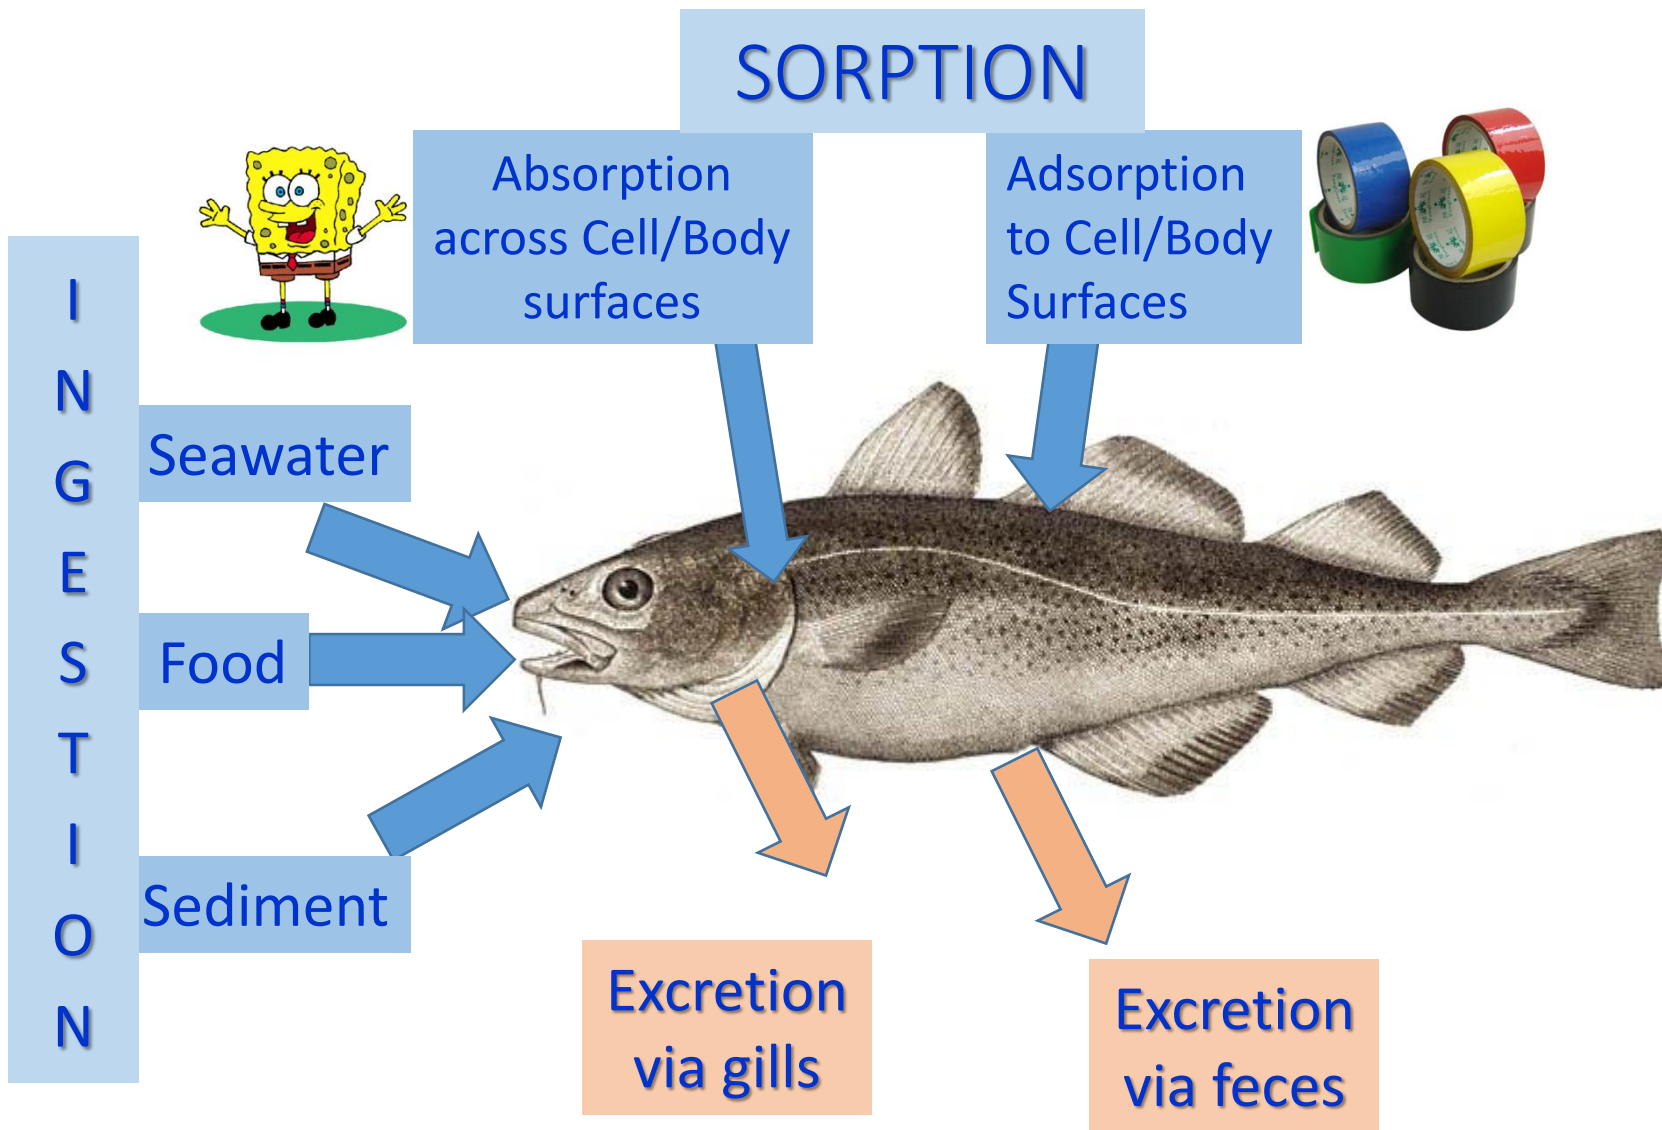 SORPTION
Absorption
across Cell/Body
surfaces
Adsorption
to Cell/Body
Surfaces
I
N
G
E
S
T
I
O
N
Seawater
Food
Sediment
Excretion
via gills
Excretion
via feces